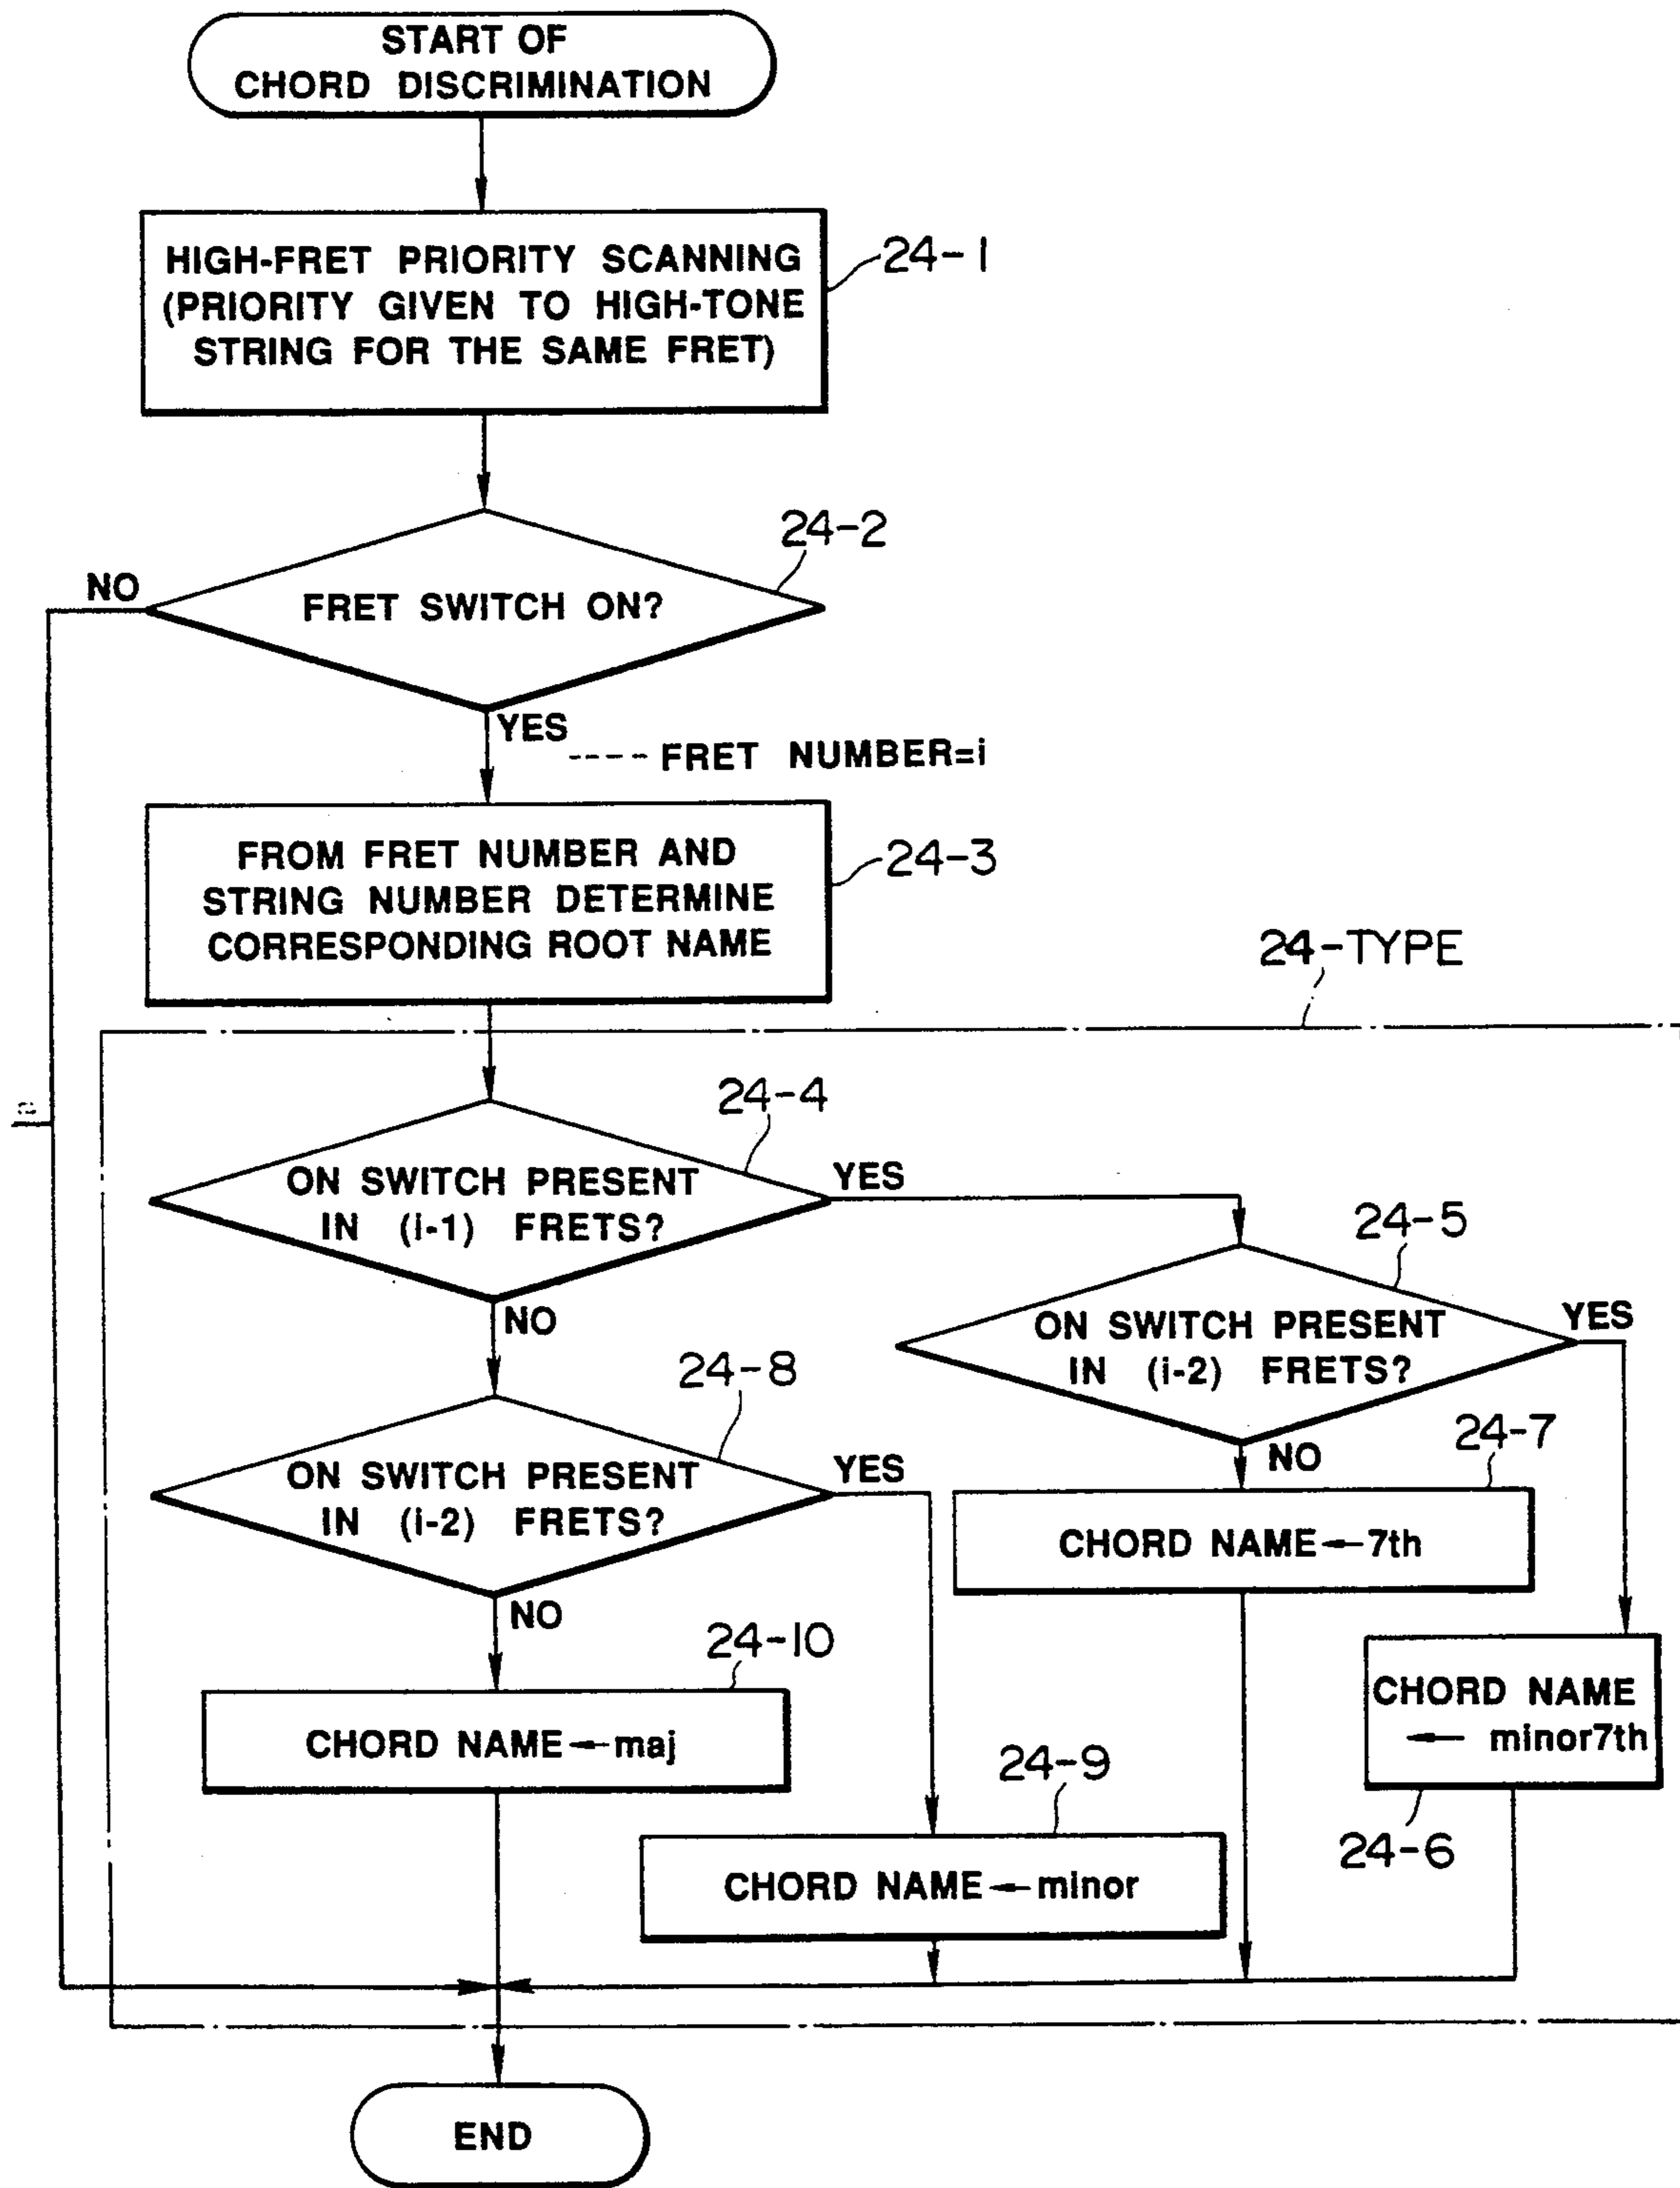 START OF
CHORD DISCRIMINATION
HIGH-FRET PRIORITY SCANNING
(PRIORITY GIVEN TO HIGH-TONE
STRING FOR THE SAME FRET)
24-1
24-2
NO
FRET SWITCH ON?
YES
---- FRET NUMBER=i
FROM FRET NUMBER AND
STRING NUMBER DETERMINE
CORRESPONDING ROOT NAME
24-3
24-TYPE
24-4
ON SWITCH PRESENT
IN (i-1) FRETS?
YES
NO
24-5
ON SWITCH PRESENT
IN (i-2) FRETS?
YES
NO
24-8
ON SWITCH PRESENT
IN (i-2) FRETS?
YES
NO
24-7
CHORD NAME←7th
24-10
CHORD NAME←maj
CHORD NAME
← minor7th
24-6
24-9
CHORD NAME←minor
END